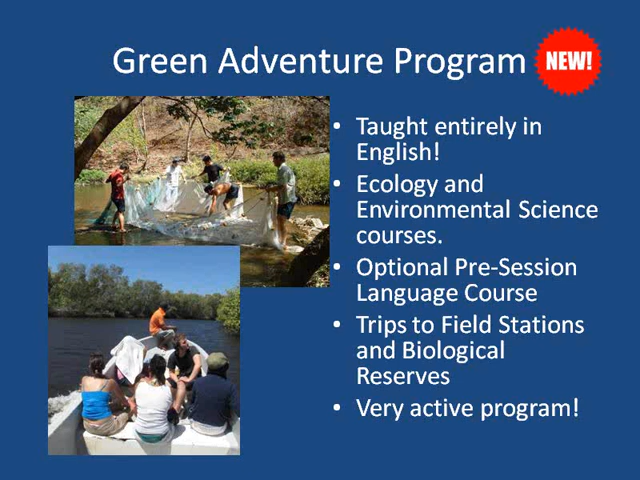 Green Adventure Program
NEW!
• Taught entirely in
English!
• Ecology and
Environmental Science
courses.
• Optional Pre-Session
Language Course
• Trips to Field Stations
and Biological
Reserves
• Very active program!